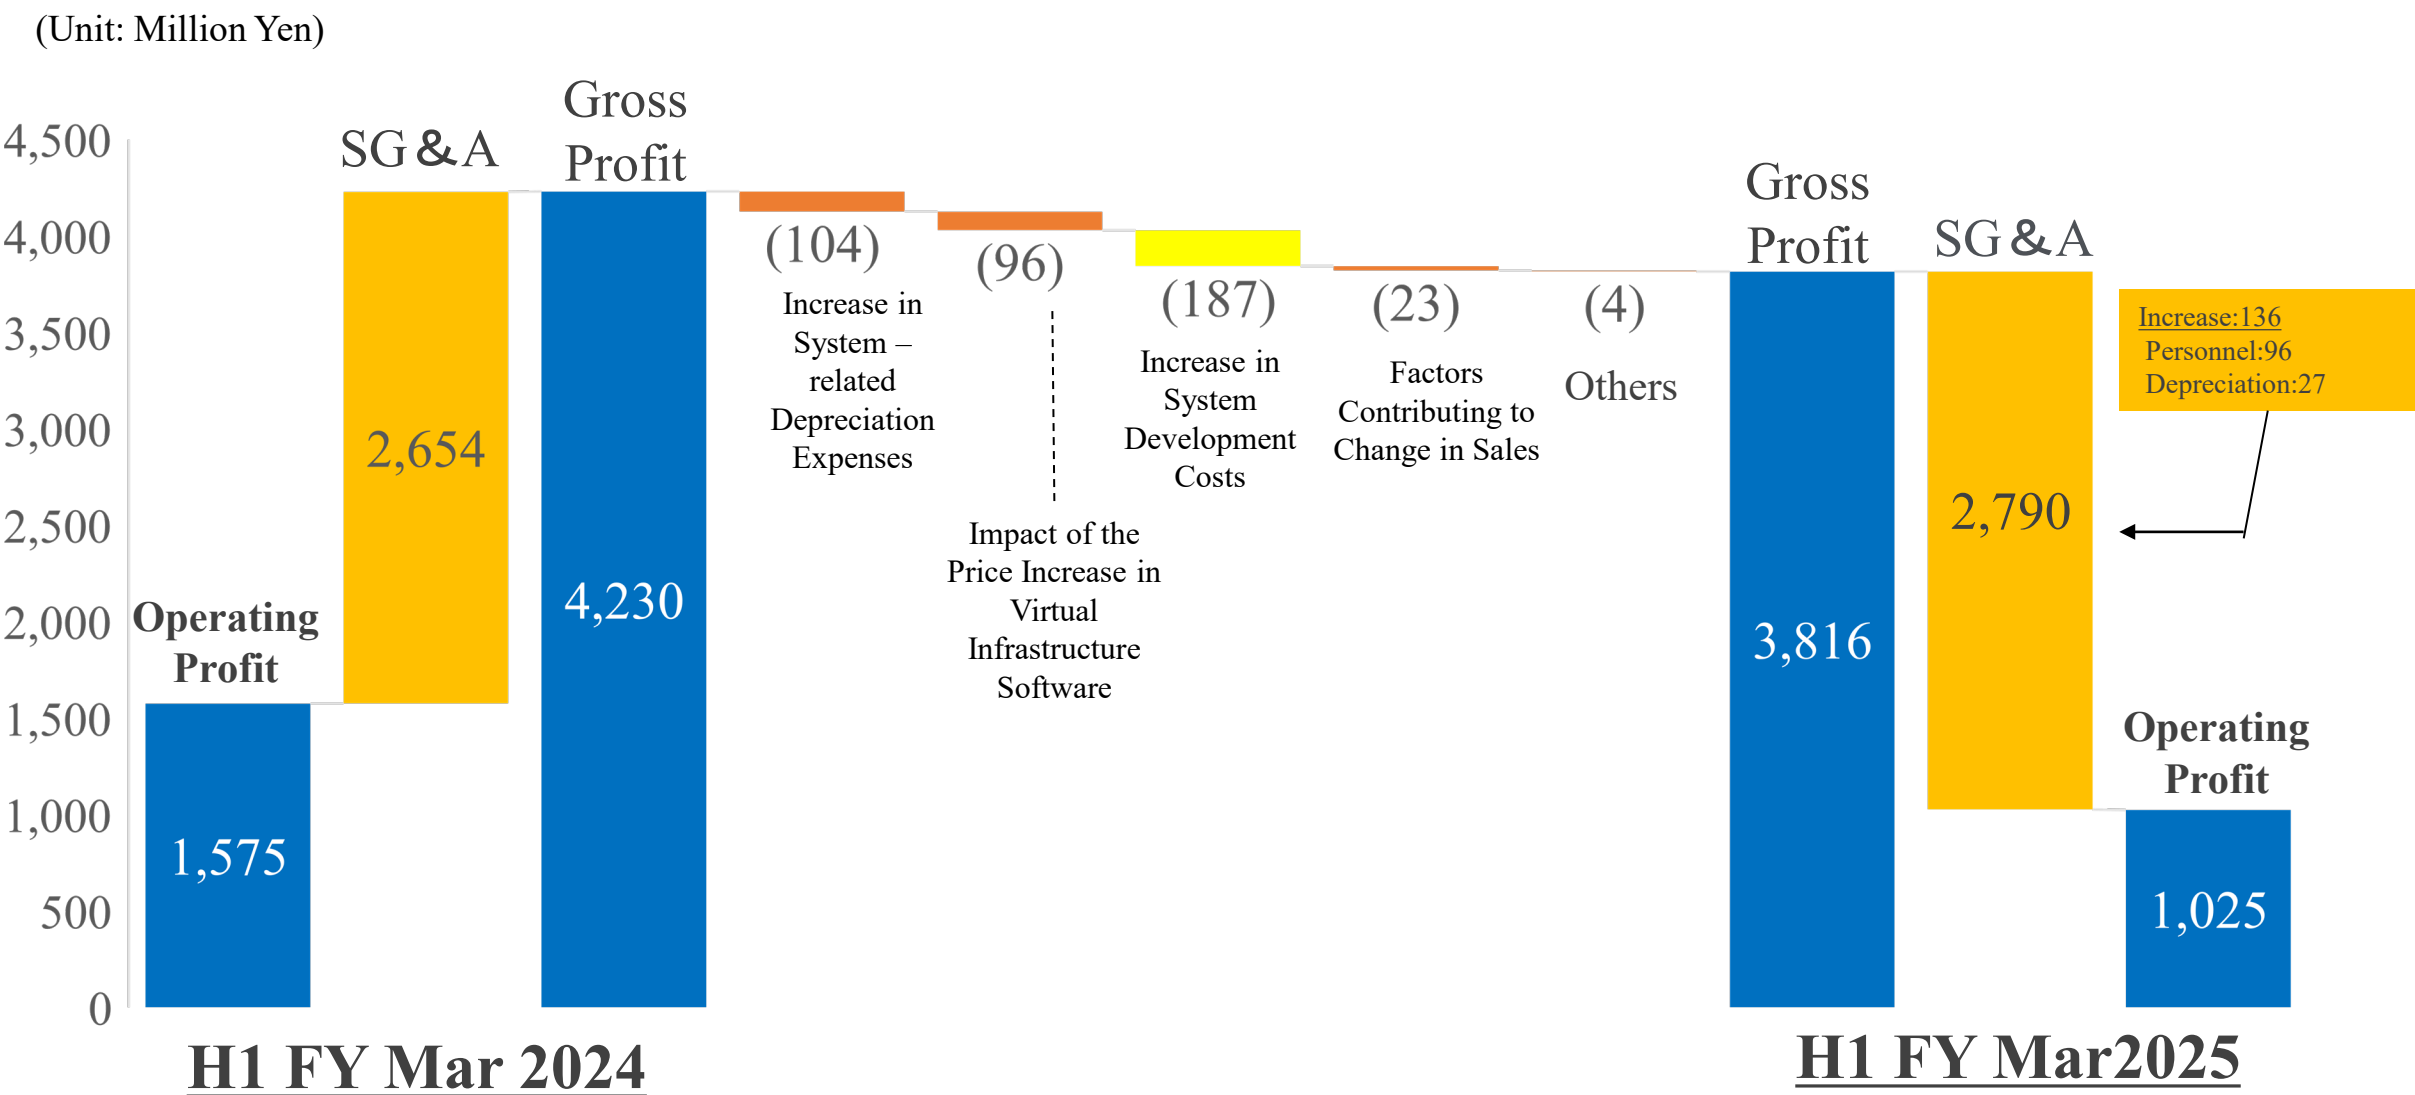 (Unit: Million Yen)
4,500
4,000
3,500
3,000
2,500
2,000
1,500
1,000
500
0
Operating
Profit
1,575
SG&A
2,654
Gross
Profit
4,230
(104)
Increase in
System –
related
Depreciation
Expenses
(96)
Impact of the
Price Increase in
Virtual
Infrastructure
Software
(187)
Increase in
System
Development
Costs
(23)
Factors
Contributing to
Change in Sales
(4)
Others
Gross
Profit
3,816
SG&A
2,790
Increase:136
Personnel:96
Depreciation:27
Operating
Profit
1,025
H1 FY Mar 2024
H1 FY Mar2025